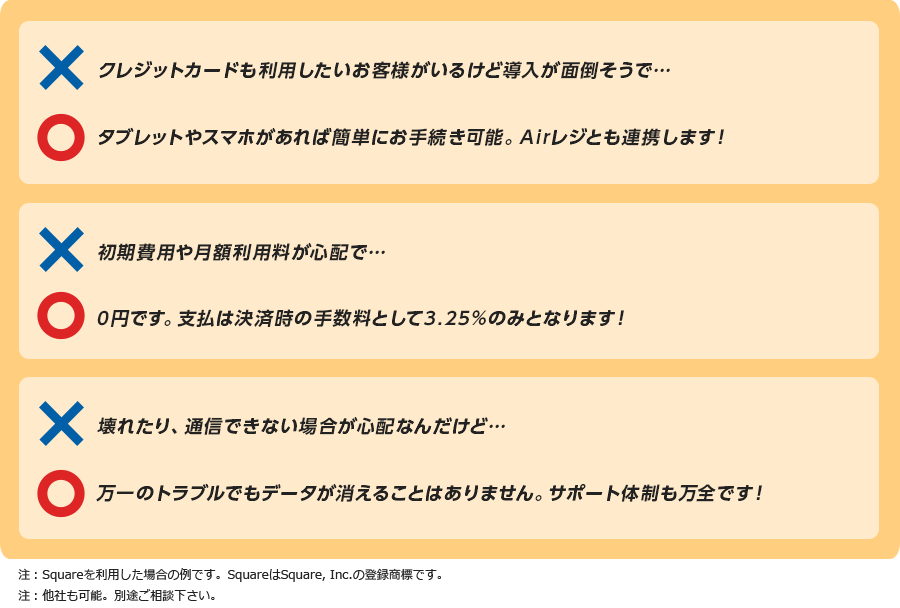 クレジットカードも利用したいお客様がいるけど導入が面倒そうで…
タブレットやスマホがあれば簡単にお手続き可能。Airレジとも連携します！
初期費用や月額利用料が心配で…
0円です。支払は決済時の手数料として3.25%のみとなります！
壊れたり、通信できない場合が心配なんだけど…
万一のトラブルでもデータが消えることはありません。サポート体制も万全です！
注：Squareを利用した場合の例です。SquareはSquare, Inc.の登録商標です。
注：他社も可能。別途ご相談下さい。